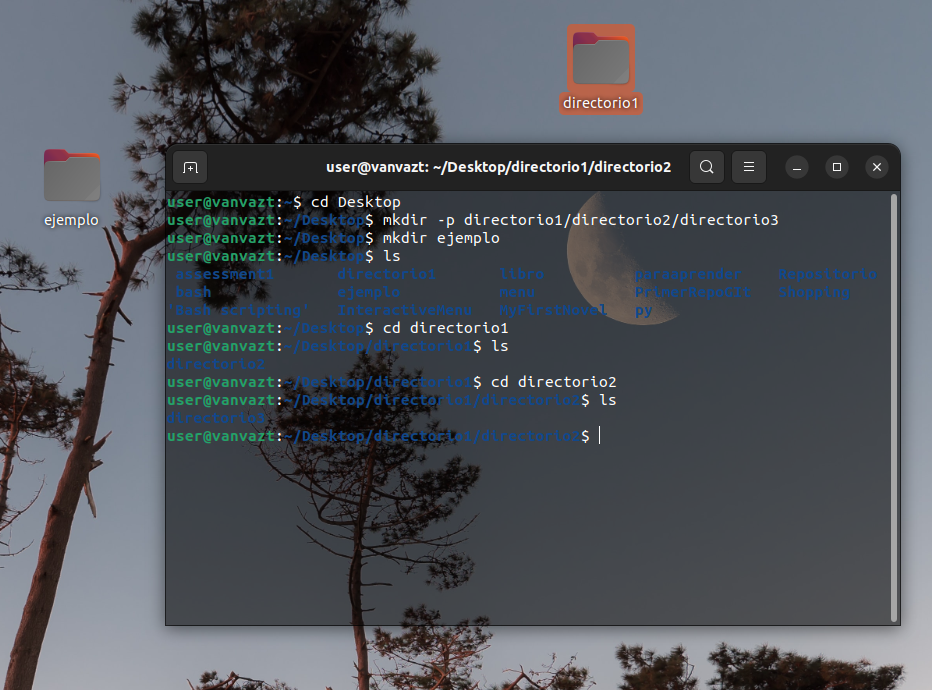 directorio1
ejemplo
user@vanvazt: ~/Desktop/directorio1/directorio2
user@vanvazt:~$ cd Desktop
user@vanvazt:~/Desktop$ mkdir -p directorio1/directorio2/directorio3
user@vanvazt:~/Desktop$ mkdir ejemplo
user@vanvazt:~/Desktop$ ls
assessment1 directorio1 libro paraaprender Repositorio
bash ejemplo menu PrimerRepoGit Shopping
'Bash scripting' InteractiveMenu MyFirstNovel py
user@vanvazt:~/Desktop$ cd directorio1
user@vanvazt:~/Desktop/directorio1$ ls
directorio2
user@vanvazt:~/Desktop/directorio1$ cd directorio2
user@vanvazt:~/Desktop/directorio1/directorio2$ ls
directorio3
user@vanvazt:~/Desktop/directorio1/directorio2$